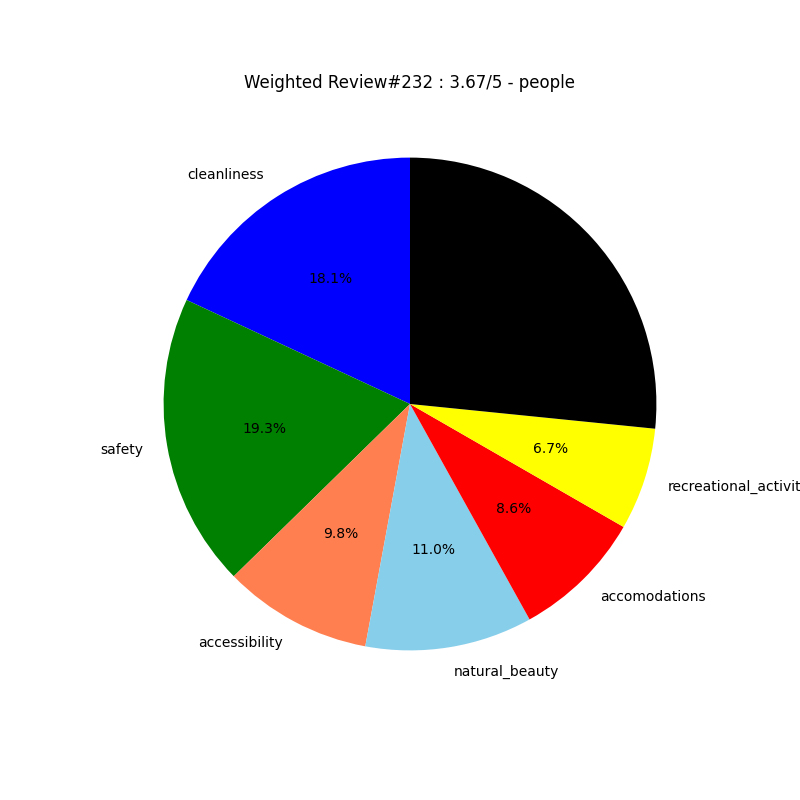 Weighted Review#232 : 3.67/5 - people
cleanliness
18.1%
safety
19.3%
6.7%
recreational_activit
8.6%
9.8%
11.0%
accomodations
accessibility
natural_beauty